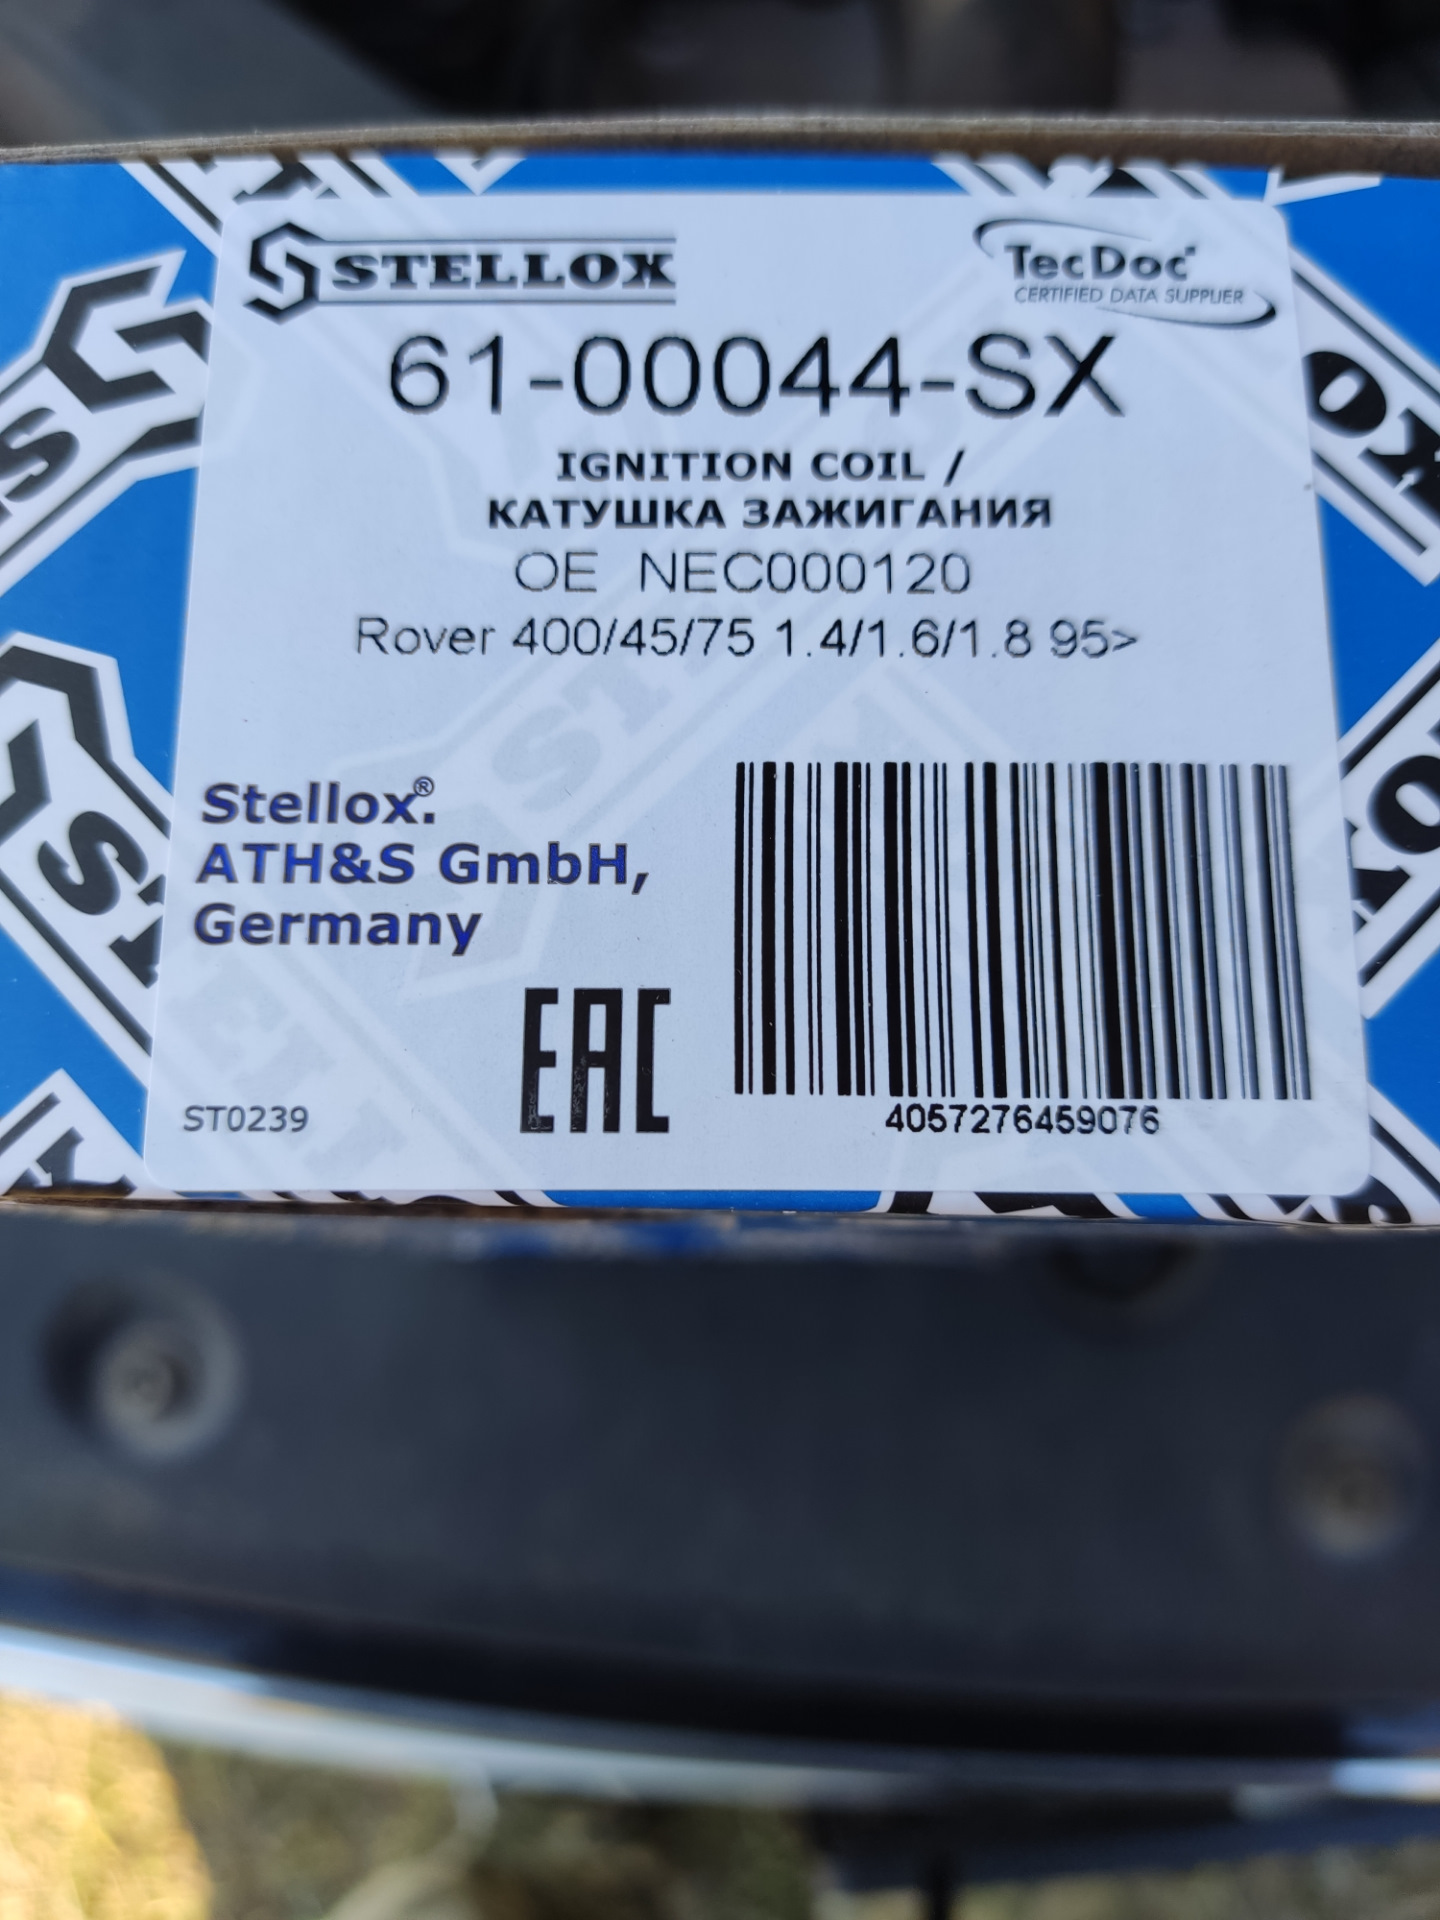 STELLOX
TecDoc
CERTIFIED DATA SUPPLIER
61-00044-SX
IGNITION COIL /
КАТУШКА ЗАЖИГАНИЯ
OE NEC000120
Rover 400/45/75 1.4/1.6/1.8 95>
Stellox®.
ATH&S GmbH,
Germany
EAC
ST0239
4057276459076